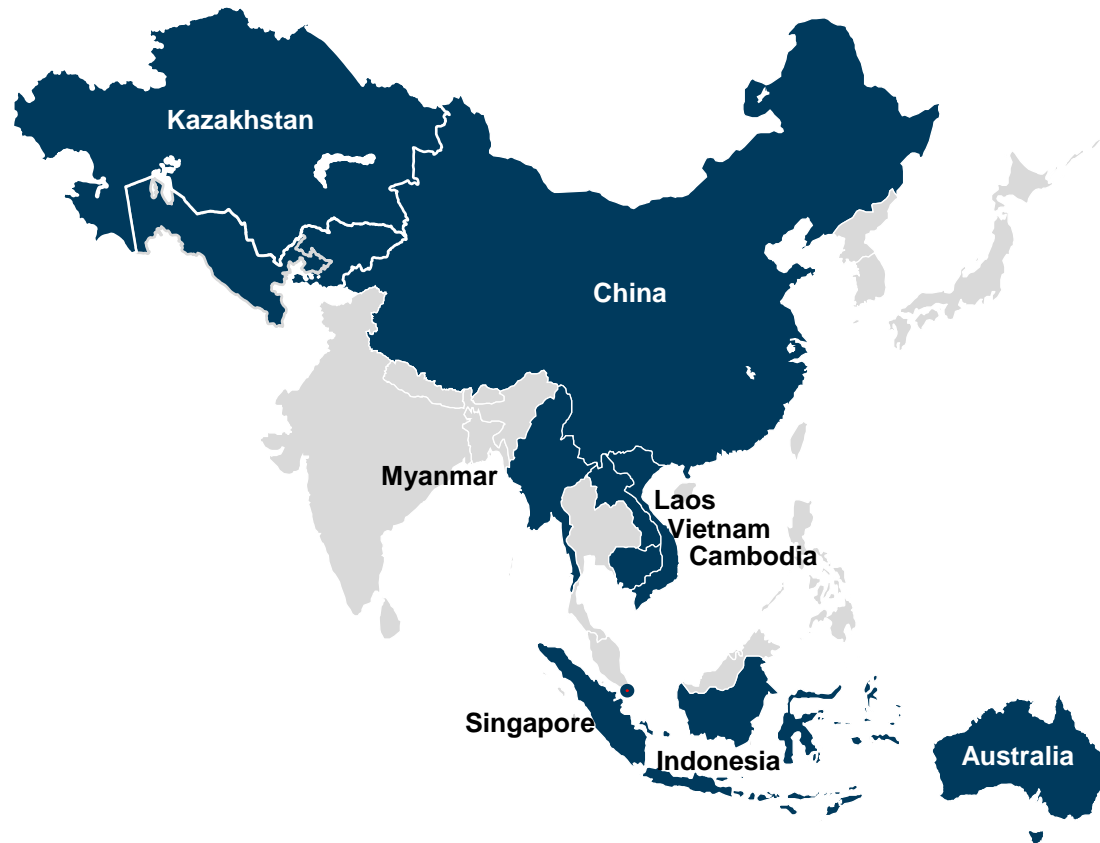 Kazakhstan
China
Myanmar
Laos
Vietnam
Cambodia
Singapore
Indonesia
Australia